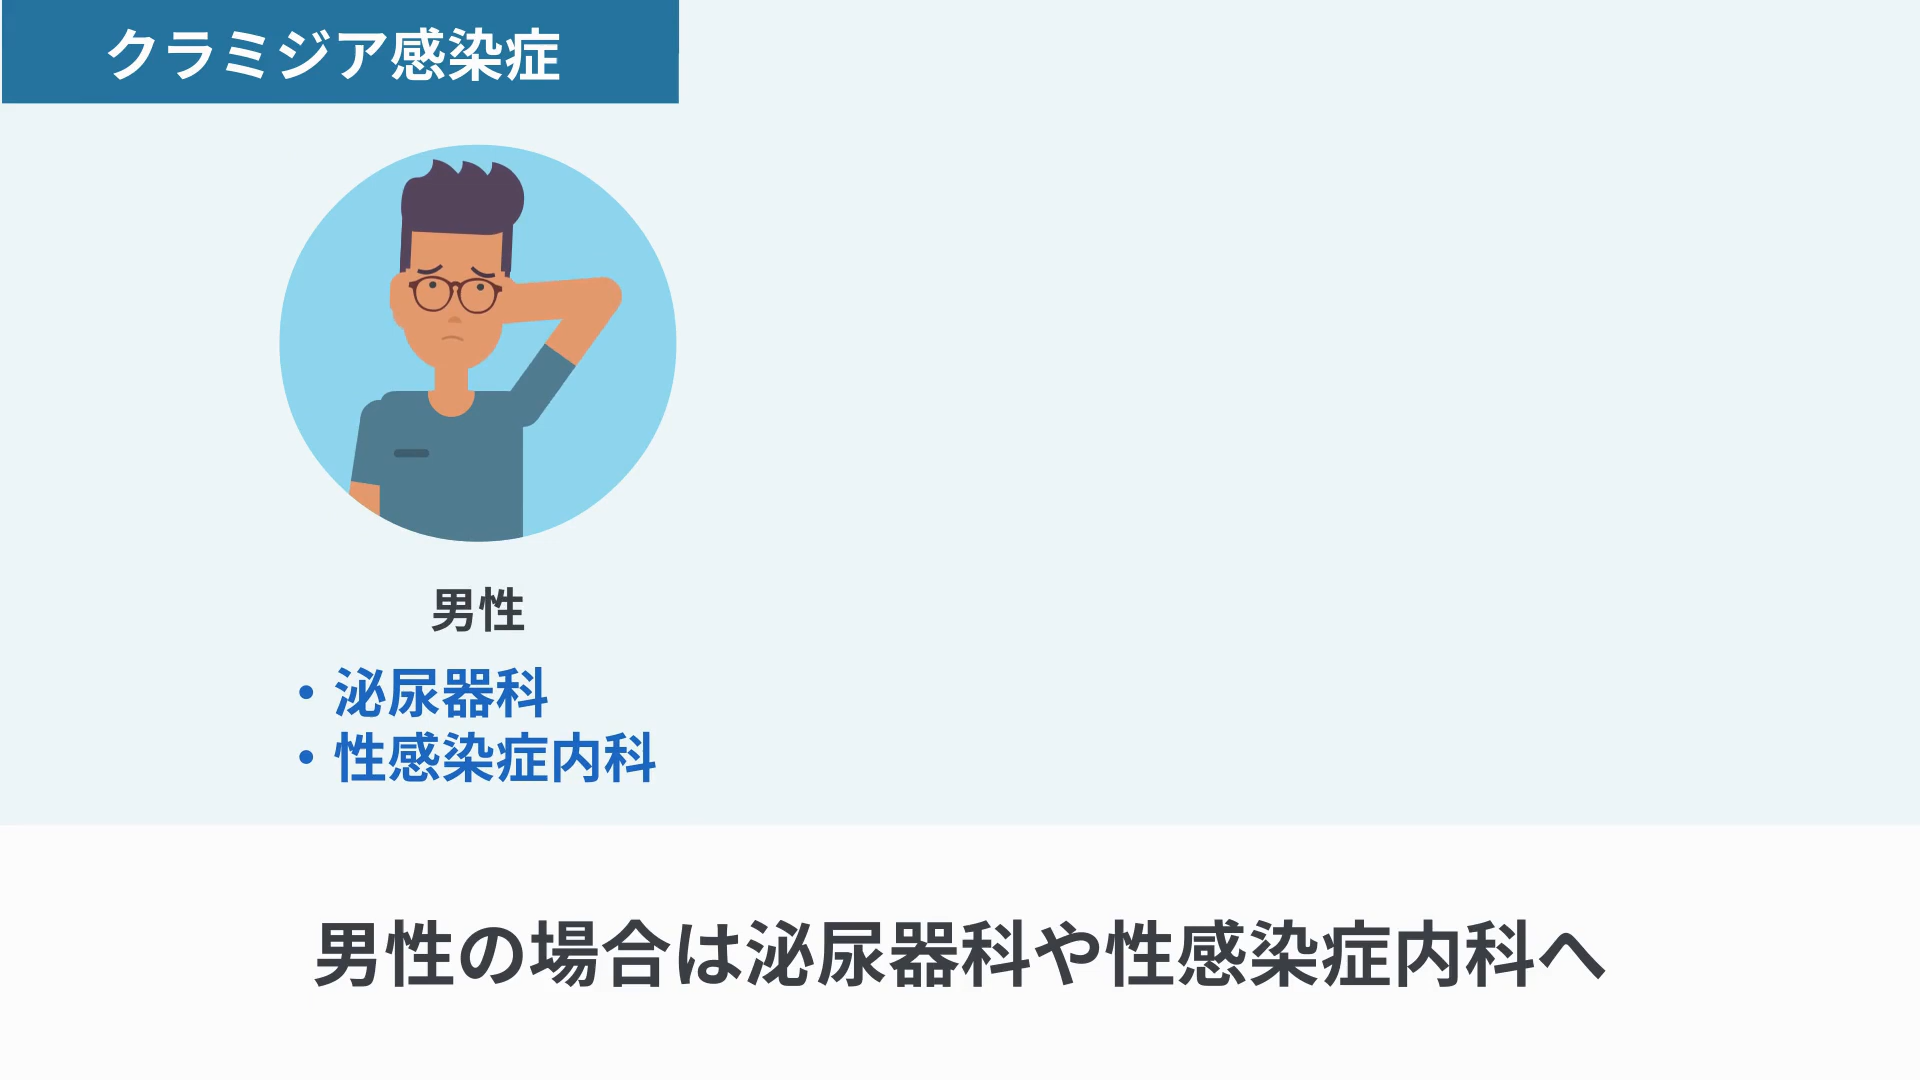 クラミジア感染症
男性
・泌尿器科
・性感染症内科
男性の場合は泌尿器科や性感染症内科へ